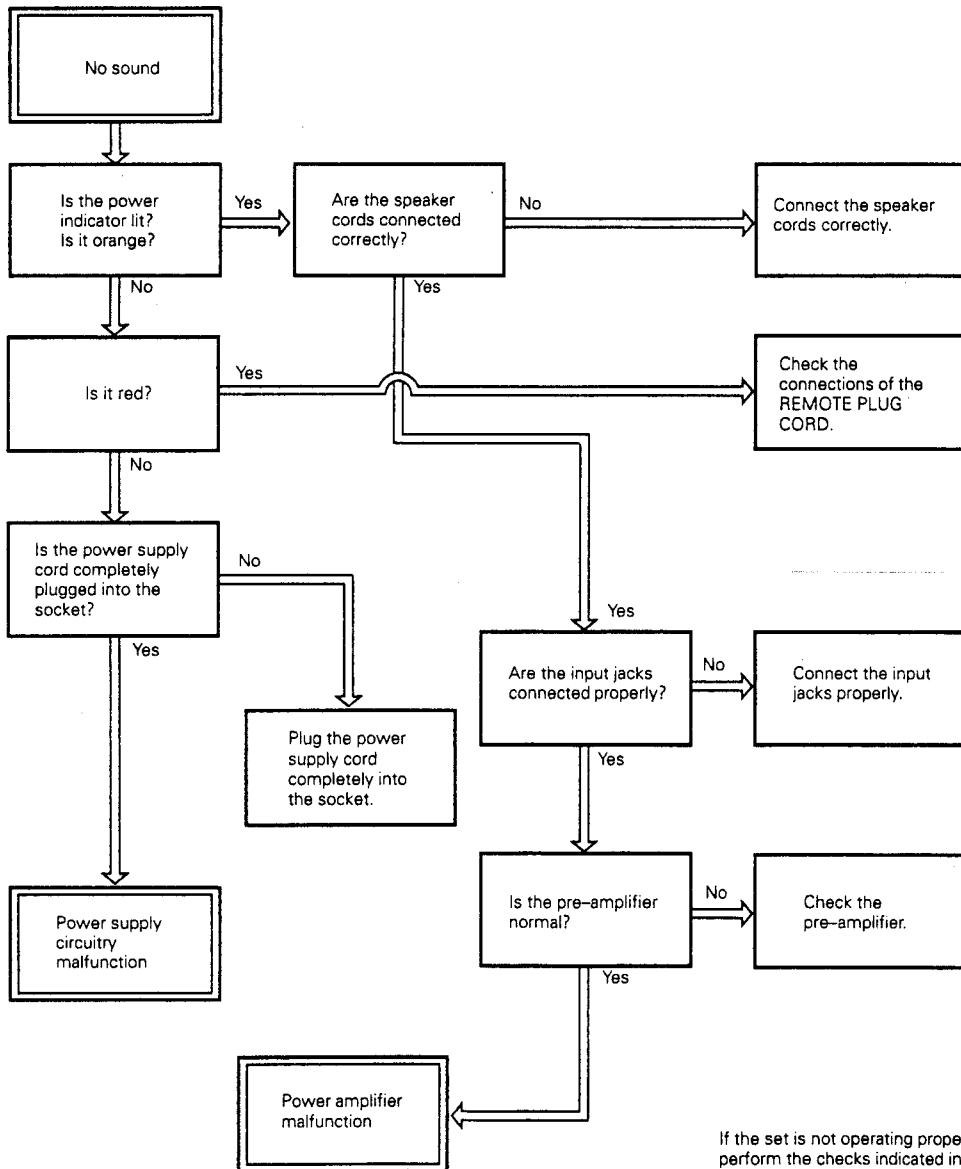 No sound
Is the power
indicator lit?
Is it orange?
Yes
Are the speaker
cords connected
correctly?
No
Connect the speaker
cords correctly.
No
Yes
Is it red?
Yes
Check the
connections of the
REMOTE PLUG
CORD.
No
Is the power supply
cord completely
plugged into the
socket?
No
Yes
Plug the power
supply cord
completely into
the socket.
Yes
Are the input jacks
connected properly?
No
Connect the input
jacks properly.
Yes
Is the pre–amplifier
normal?
No
Check the
pre–amplifier.
Yes
Power supply
circuitry
malfunction
Power amplifier
malfunction
If the set is not operating prope
perform the checks indicated in